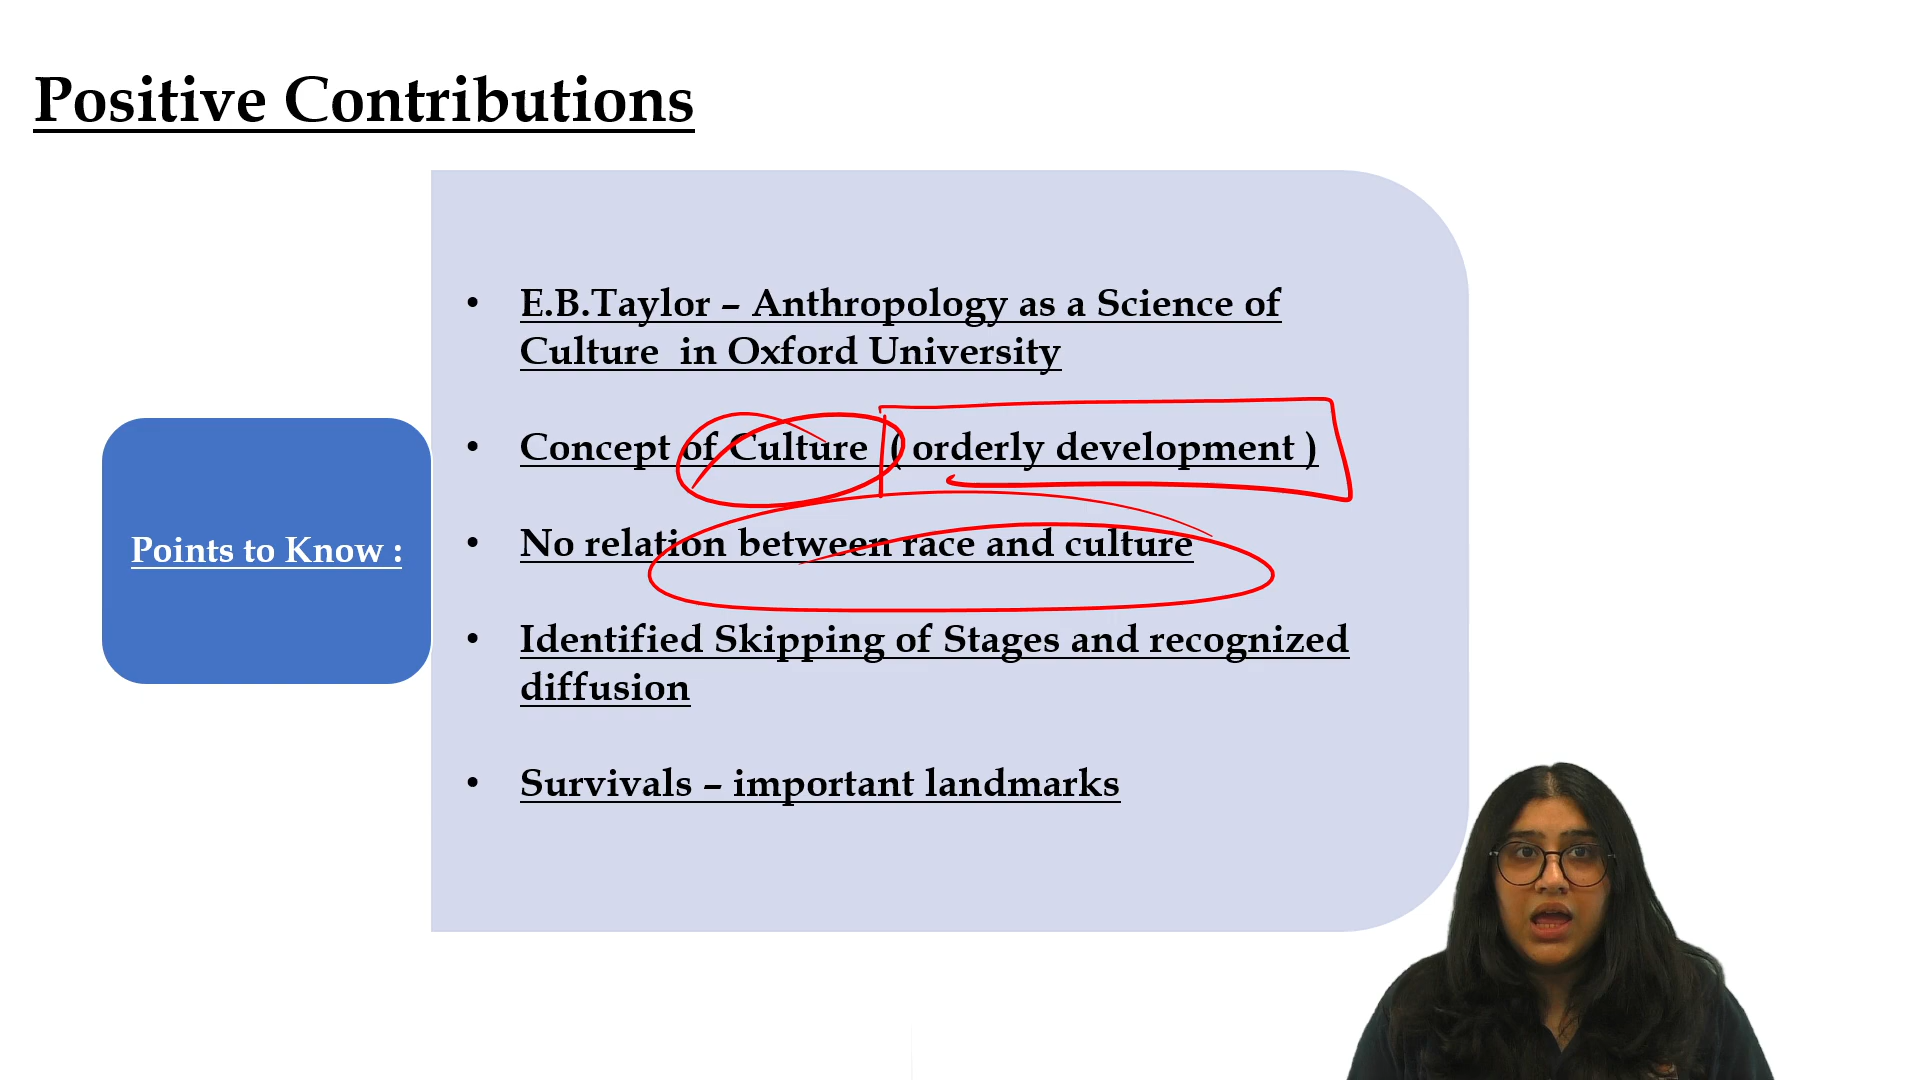 Positive Contributions
Points to Know :
• E.B.Taylor – Anthropology as a Science of
Culture in Oxford University
• Concept of Culture ( orderly development )
• No relation between race and culture
• Identified Skipping of Stages and recognized
diffusion
• Survivals – important landmarks